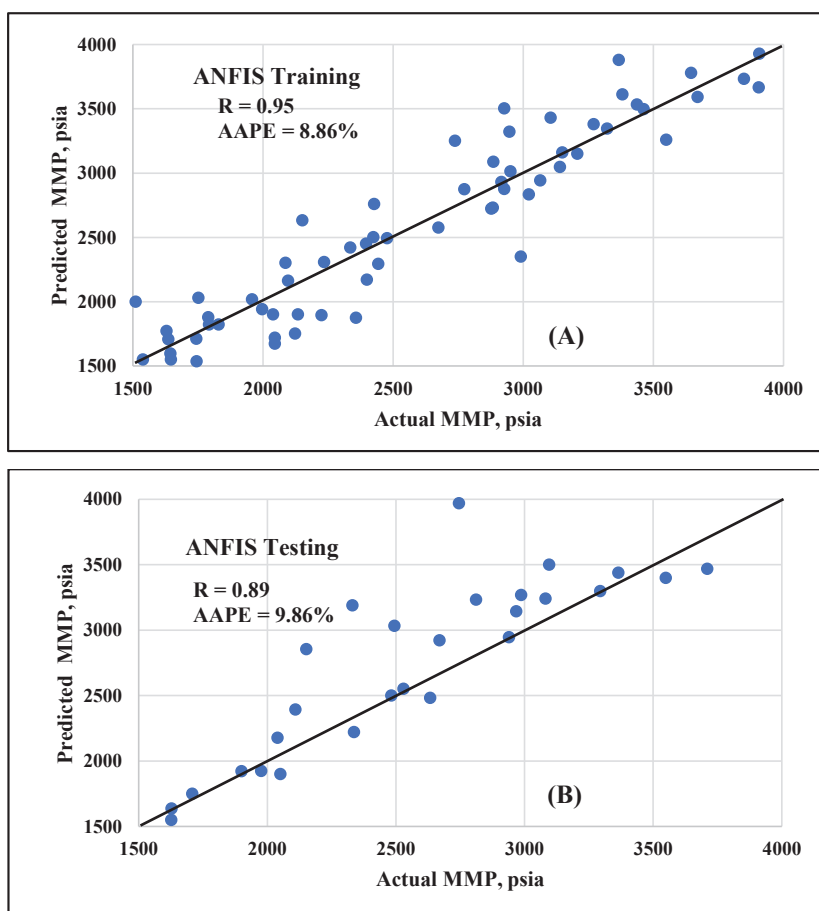 4000
3500
3000
2500
2000
1500
Predicted MMP, psia
ANFIS Training
R = 0.95
AAPE = 8.86%
(A)
1500 2000 2500 3000 3500 4000
Actual MMP, psia
4000
3500
3000
2500
2000
1500
Predicted MMP, psia
ANFIS Testing
R = 0.89
AAPE = 9.86%
(B)
1500 2000 2500 3000 3500 4000
Actual MMP, psia